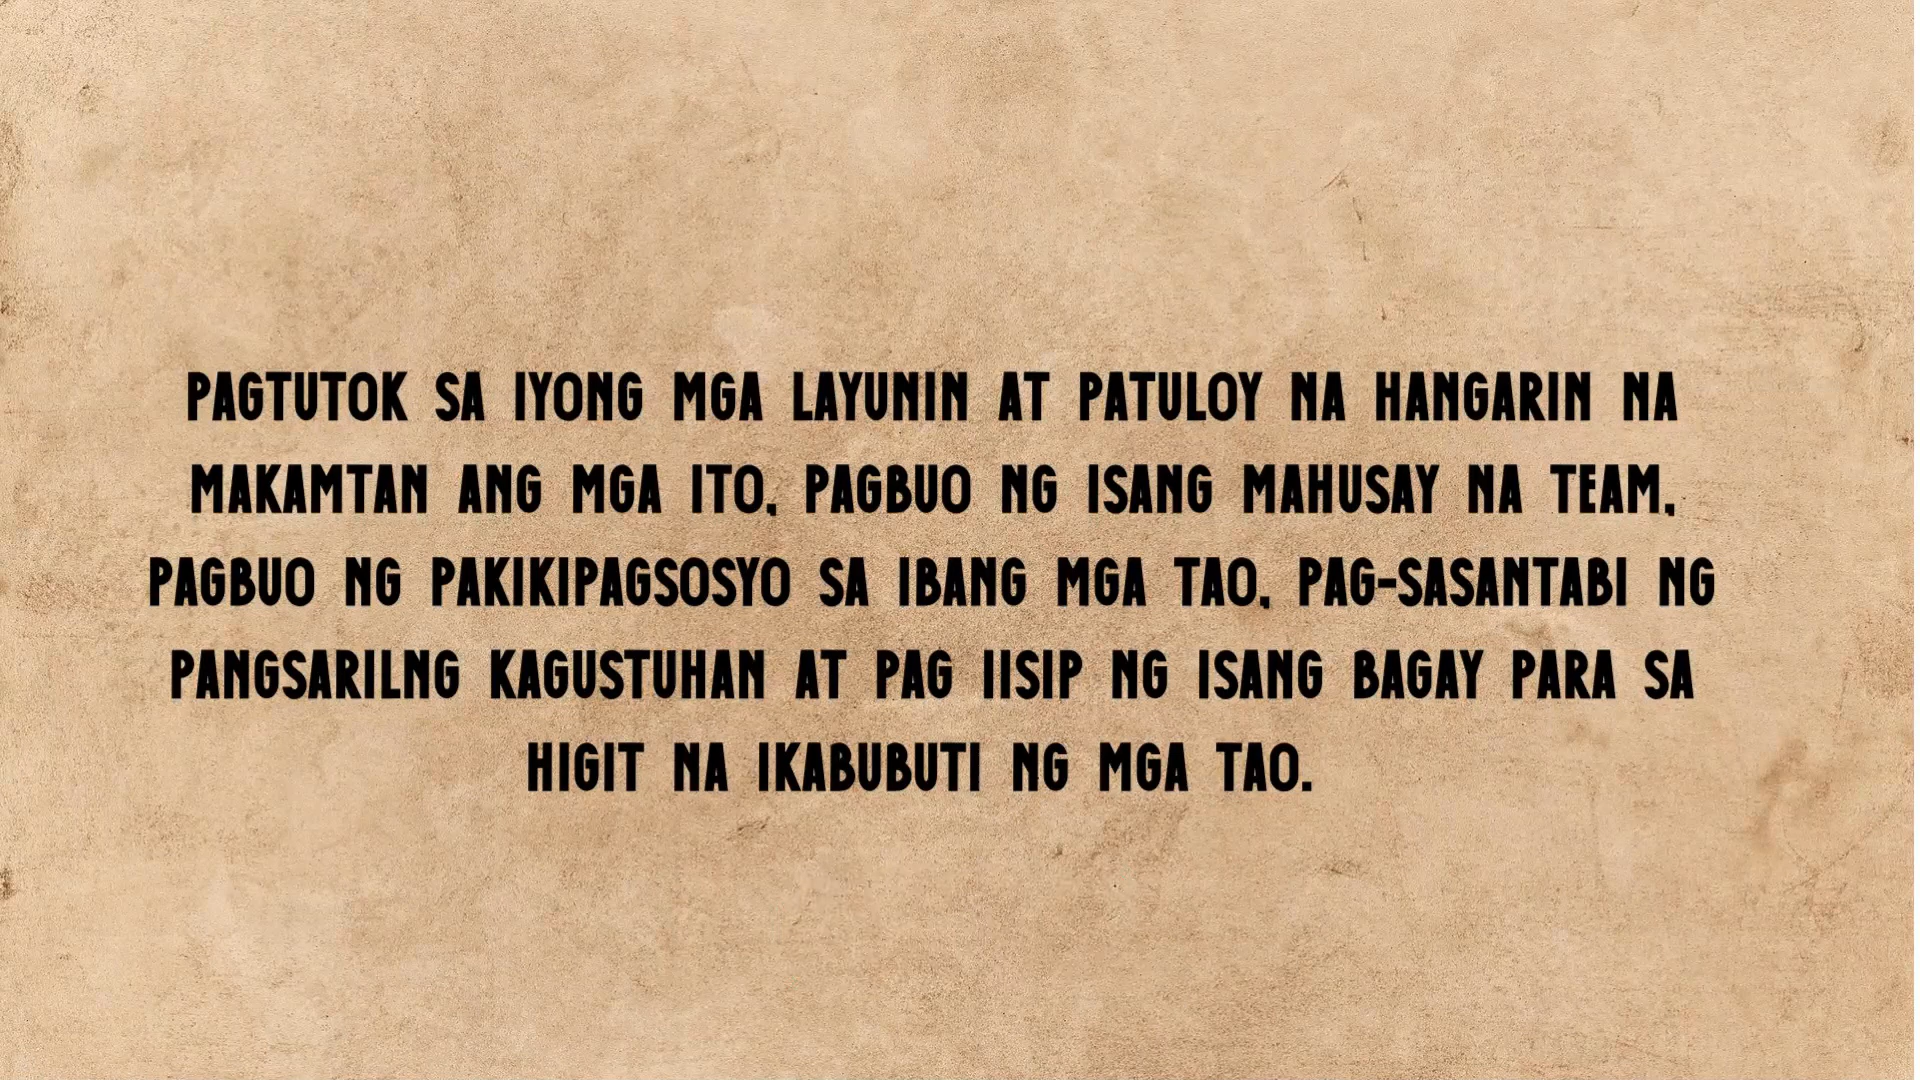 PAGTUTOK SA IYONG MGA LAYUNIN AT PATULOY NA HANGARIN NA
MAKAMTAN ANG MGA ITO, PAGBUO NG ISANG MAHUSAY NA TEAM,
PAGBUO NG PAKIKIPAGSOSYO SA IBANG MGA TAO, PAG-SASANTABI NG
PANGSARILNG KAGUSTUHAN AT PAG IISIP NG ISANG BAGAY PARA SA
HIGIT NA IKABUBUTI NG MGA TAO.